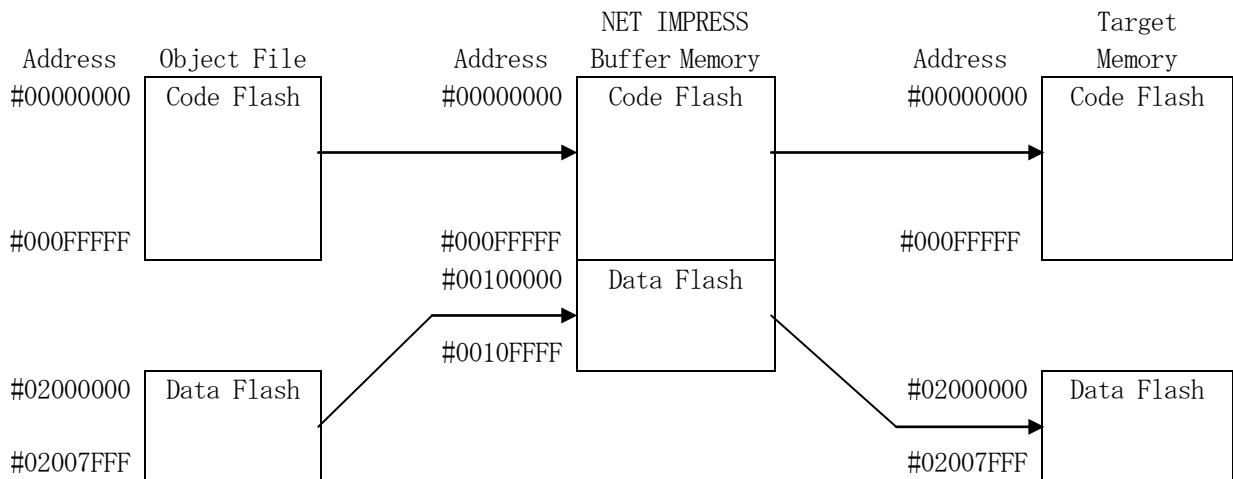 NET IMPRESS Target
Address Object File Address Buffer Memory Address Memory
#00000000 Code Flash #00000000 Code Flash #00000000 Code Flash
#000FFFFF #000FFFFF #000FFFFF
#00100000 Data Flash
#0010FFFF
#02000000 Data Flash #02000000 Data Flash
#02007FFF #02007FFF